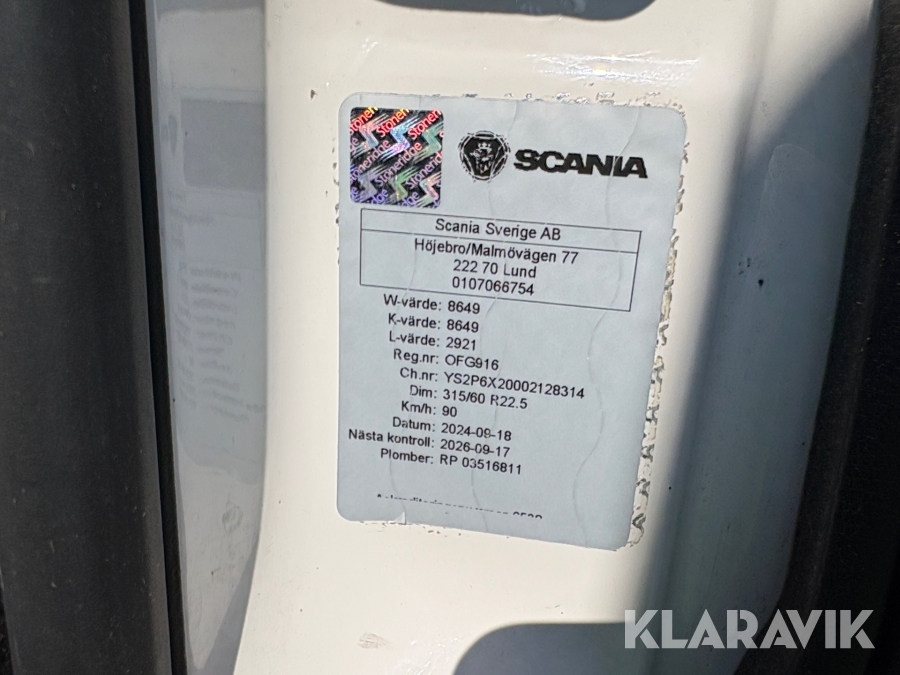 Stoneridge
SCANIA
Scania Sverige AB
Höjebro/Malmövägen 77
222 70 Lund
0107066754
W-värde: 8649
K-värde: 8649
L-värde: 2921
Reg.nr: OFG916
Ch.nr: YS2P6X20002128314
Dim: 315/60 R22.5
Km/h: 90
Datum: 2024-09-18
Nästa kontroll: 2026-09-17
Plomber: RP 03516811
KLARAVIK